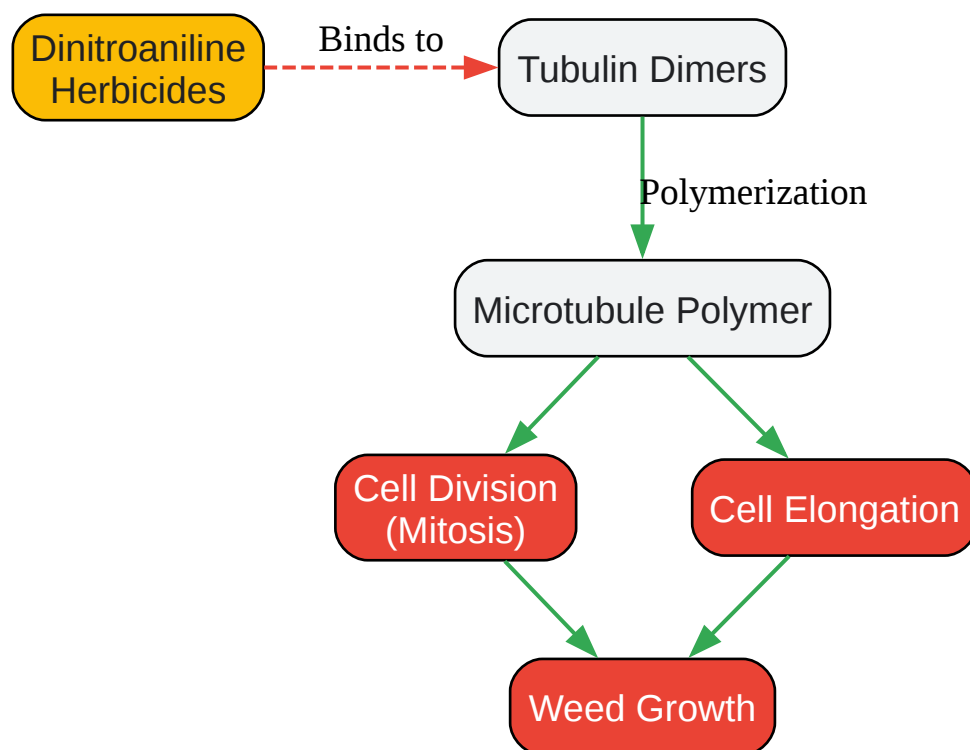 Dinitroaniline
Herbicides
Binds to
Tubulin Dimers
Polymerization
Microtubule Polymer
Cell Division
(Mitosis)
Cell Elongation
Weed Growth